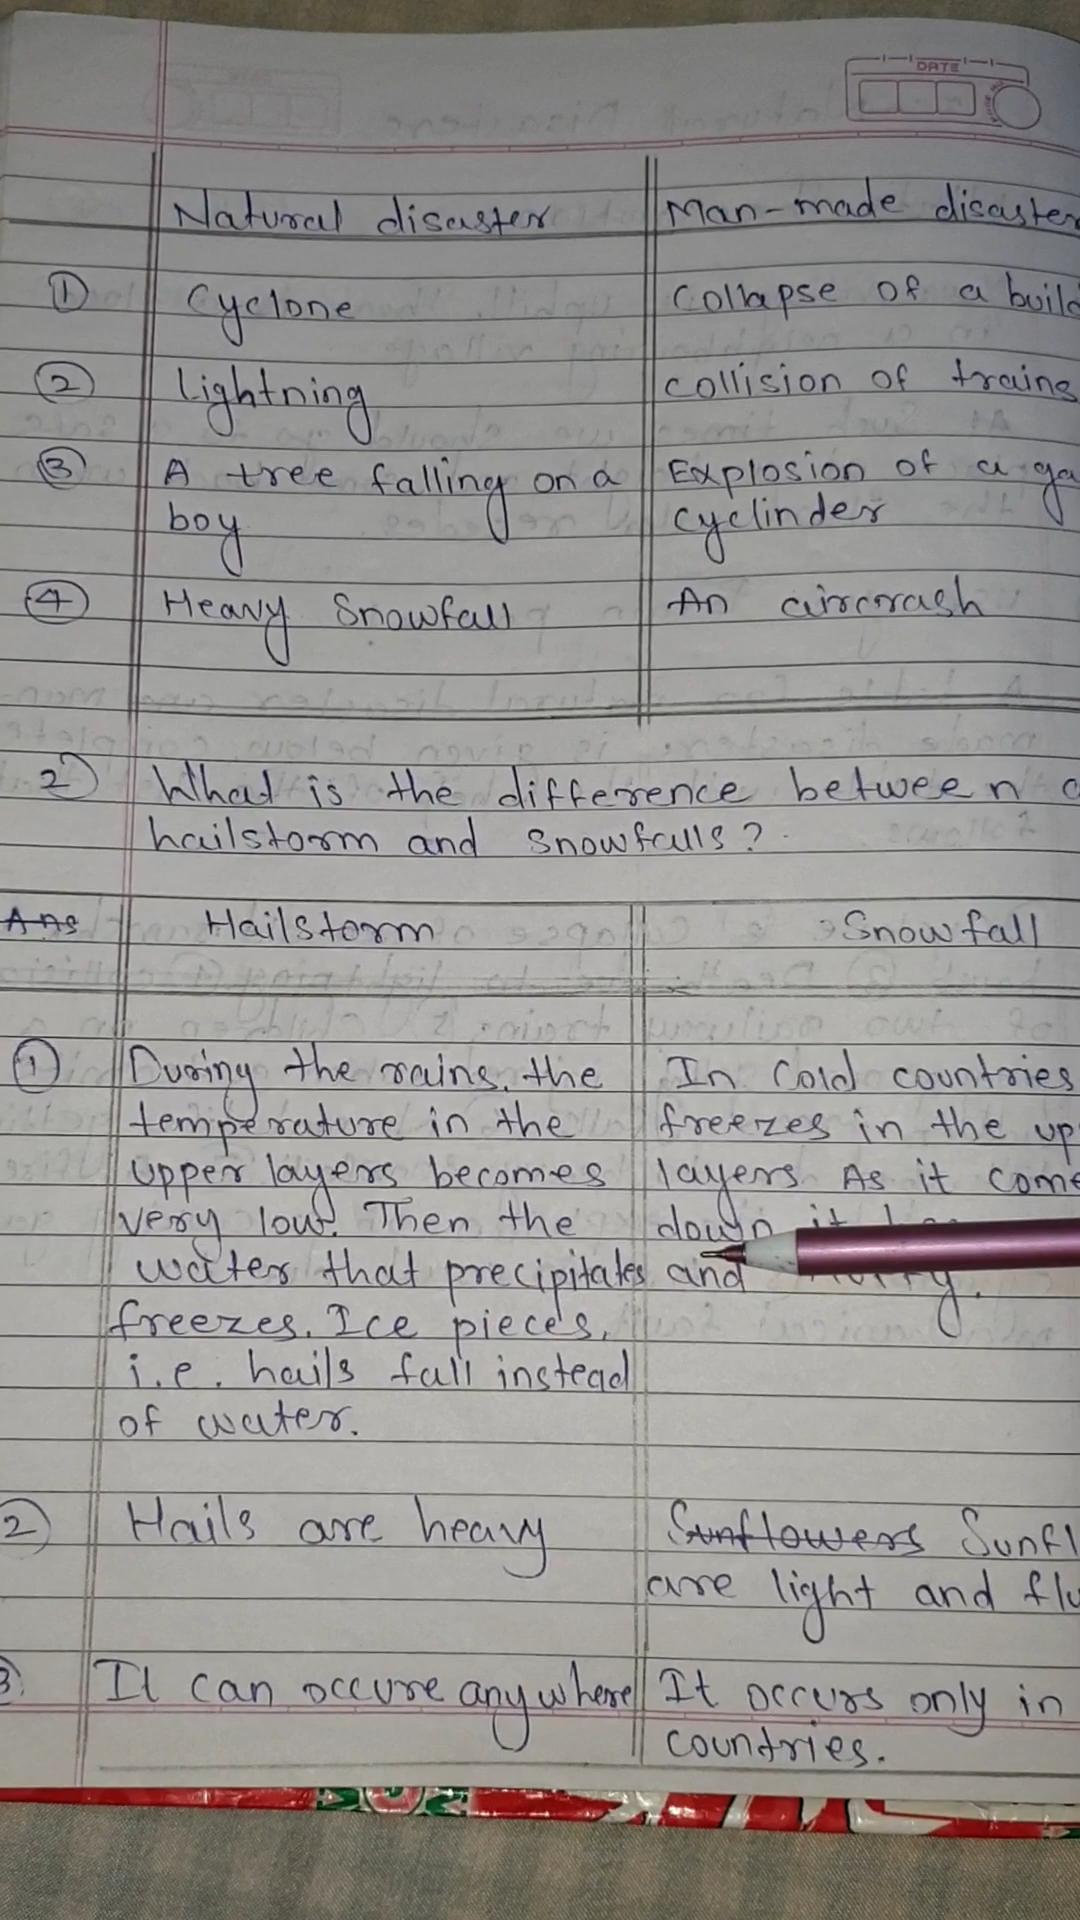 DATE
Natural disaster Man-made disaster
① Cyclone Collapse of a build
② Lightning Collision of trains
③ A tree falling on a Explosion of a ga
boy cyclinder
④ Heavy Snowfall An aircrash
2) What is the difference between
hailstorm and snowfalls?
Ans Hailstorm Snowfall
① During the rains, the In Cold countries
temperature in the freezes in the up
upper layers becomes layers. As it come
very low. Then the down it
water that precipitates and
freezes. Ice pieces,
i.e. hails fall instead
of water.
2) Hails are heavy Sunflowers Sunfl
are light and flu
3. It can occure anywhere It occurs only in
countries.